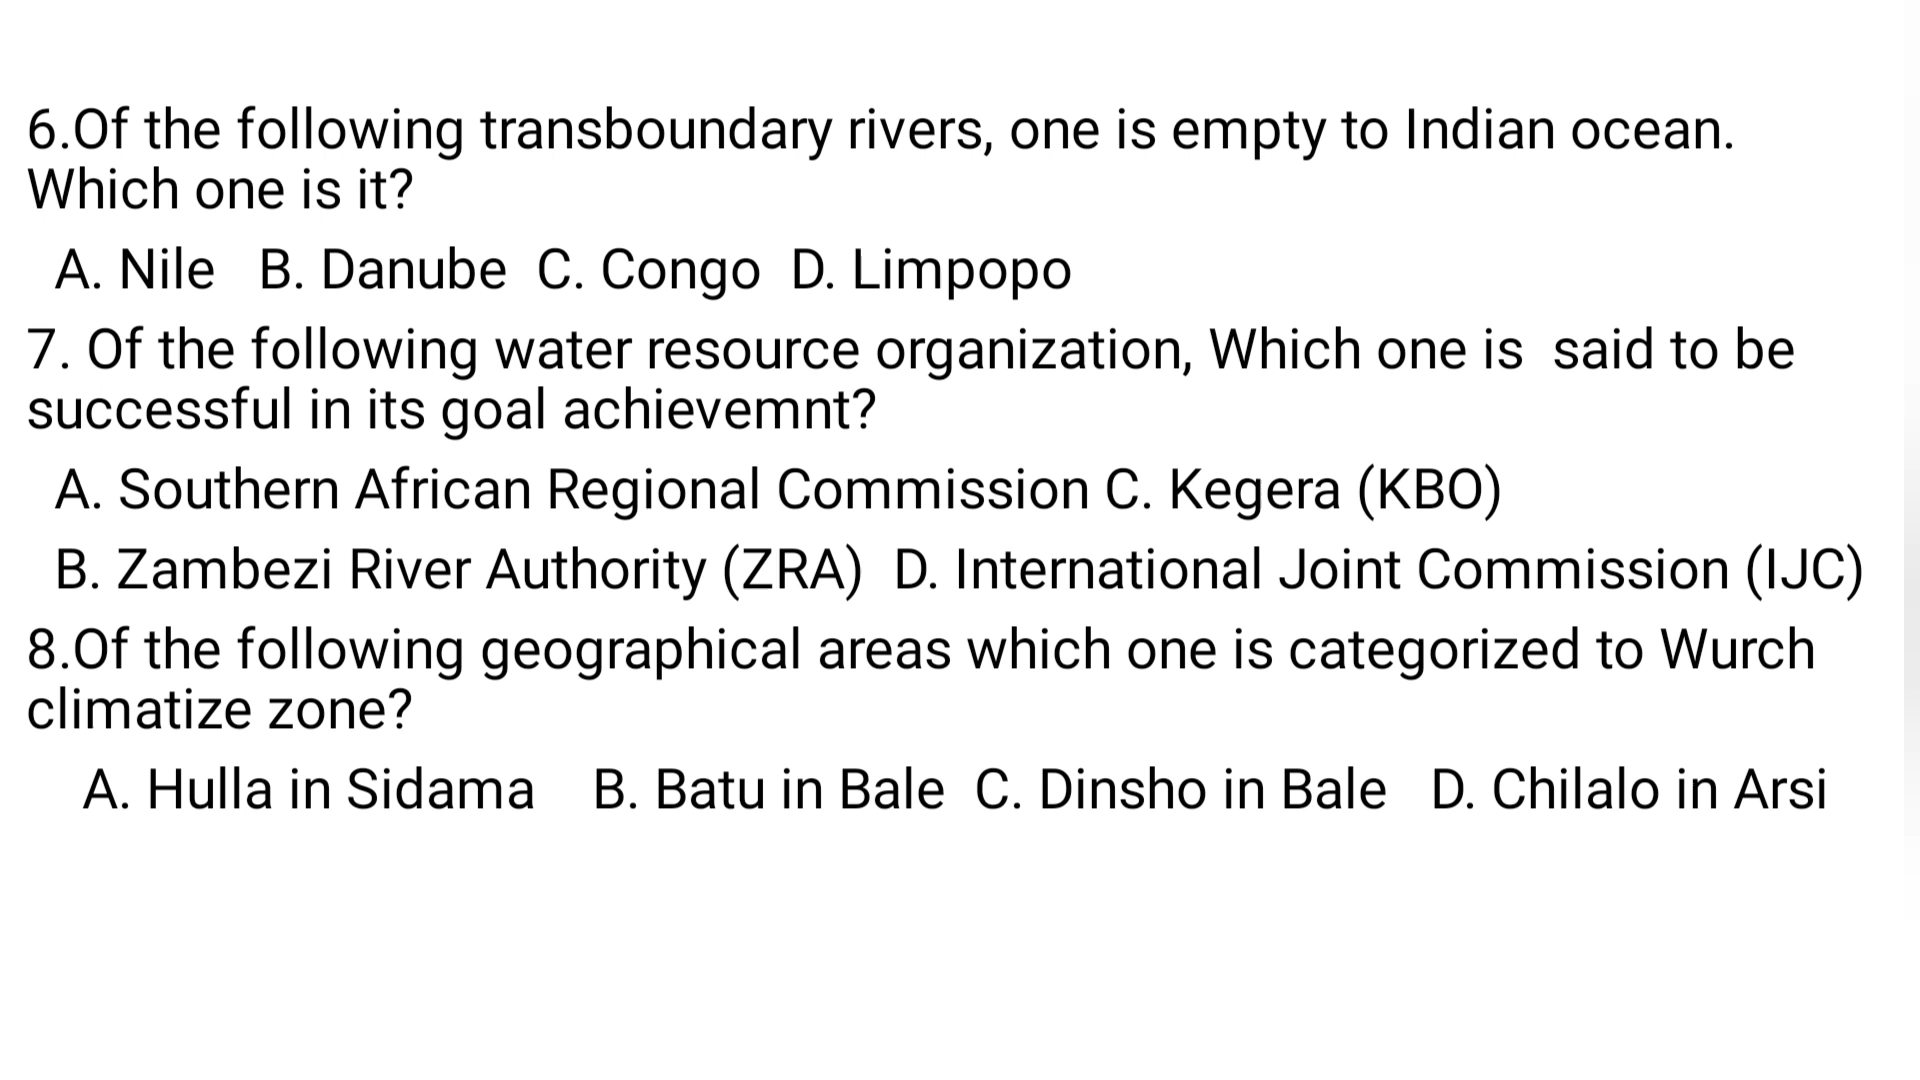 6.Of the following transboundary rivers, one is empty to Indian ocean.
Which one is it?
A. Nile B. Danube C. Congo D. Limpopo
7. Of the following water resource organization, Which one is said to be
successful in its goal achievemnt?
A. Southern African Regional Commission C. Kegera (KBO)
B. Zambezi River Authority (ZRA) D. International Joint Commission (IJC)
8.Of the following geographical areas which one is categorized to Wurch
climatize zone?
A. Hulla in Sidama B. Batu in Bale C. Dinsho in Bale D. Chilalo in Arsi